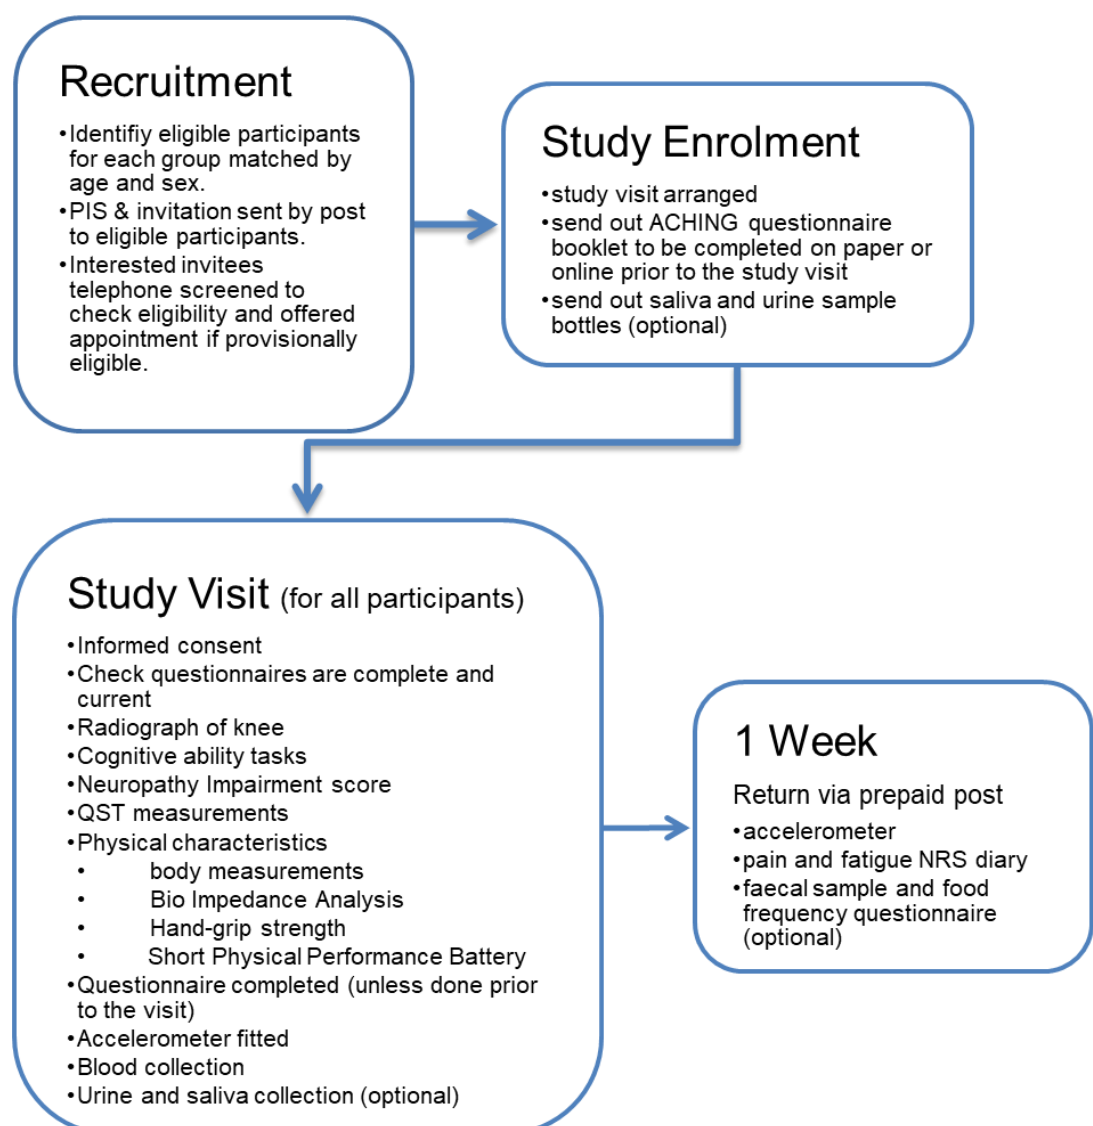 Recruitment
•Identifiy eligible participants
for each group matched by
age and sex.
•PIS & invitation sent by post
to eligible participants.
•Interested invitees
telephone screened to
check eligibility and offered
appointment if provisionally
eligible.
Study Enrolment
•study visit arranged
•send out ACHING questionnaire
booklet to be completed on paper or
online prior to the study visit
•send out saliva and urine sample
bottles (optional)
Study Visit (for all participants)
•Informed consent
•Check questionnaires are complete and
current
•Radiograph of knee
•Cognitive ability tasks
•Neuropathy Impairment score
•QST measurements
•Physical characteristics
• body measurements
• Bio Impedance Analysis
• Hand-grip strength
• Short Physical Performance Battery
•Questionnaire completed (unless done prior
to the visit)
•Accelerometer fitted
•Blood collection
•Urine and saliva collection (optional)
1 Week
Return via prepaid post
•accelerometer
•pain and fatigue NRS diary
•faecal sample and food
frequency questionnaire
(optional)